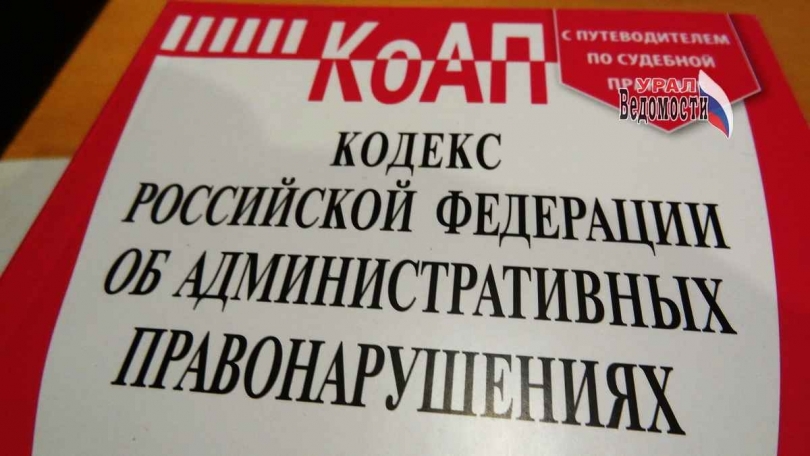 КоАП
С ПУТЕВОДИТЕЛЕМ
ПО СУДЕБНОЙ
УРАЛ
Ведомости
КОДЕКС
РОССИЙСКОЙ ФЕДЕРАЦИИ
ОБ АДМИНИСТРАТИВНЫХ
ПРАВОНАРУШЕНИЯХ